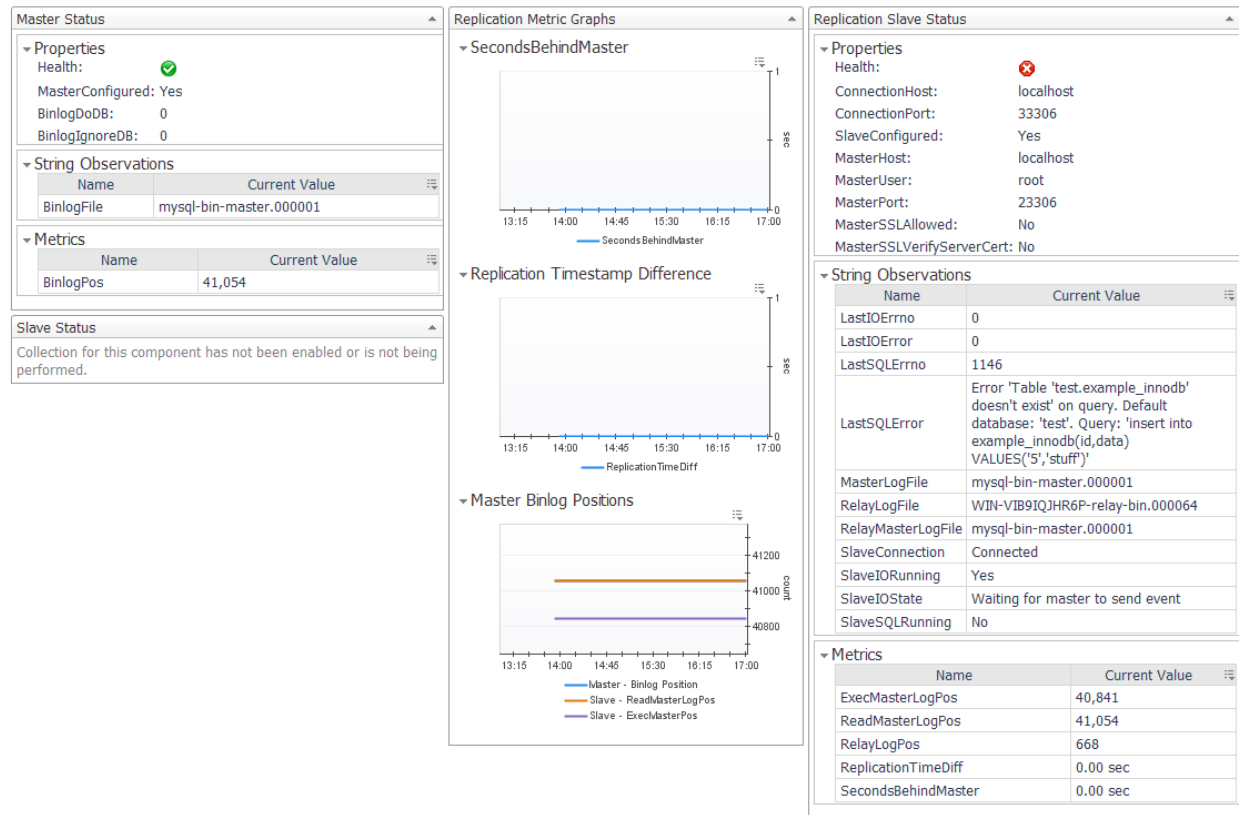 Master Status
Properties
Health:
MasterConfigured: Yes
BinlogDoDB: 0
BinlogIgnoreDB: 0
String Observations
Name Current Value
BinlogFile mysql-bin-master.000001
Metrics
Name Current Value
BinlogPos 41,054
Slave Status
Collection for this component has not been enabled or is not being
performed.
Replication Metric Graphs
SecondsBehindMaster
1
sec
0
13:15 14:00 14:45 15:30 16:15 17:00
SecondsBehindMaster
Replication Timestamp Difference
1
sec
0
13:15 14:00 14:45 15:30 16:15 17:00
ReplicationTimeDiff
Master Binlog Positions
41200
41000
40800
count
13:15 14:00 14:45 15:30 16:15 17:00
Master - Binlog Position
Slave - ReadMasterLogPos
Slave - ExecMasterPos
Replication Slave Status
Properties
Health:
ConnectionHost: localhost
ConnectionPort: 33306
SlaveConfigured: Yes
MasterHost: localhost
MasterUser: root
MasterPort: 23306
MasterSSLAllowed: No
MasterSSLVerifyServerCert: No
String Observations
Name Current Value
LastIOErrno 0
LastIOError 0
LastSQLErrno 1146
LastSQLError
Error 'Table 'test.example_innodb'
doesn't exist' on query. Default
database: 'test'. Query: 'insert into
example_innodb(id,data)
VALUES('5','stuff')'
MasterLogFile mysql-bin-master.000001
RelayLogFile WIN-VIB9IQJHR6P-relay-bin.000064
RelayMasterLogFile mysql-bin-master.000001
SlaveConnection Connected
SlaveIORunning Yes
SlaveIOState Waiting for master to send event
SlaveSQLRunning No
Metrics
Name Current Value
ExecMasterLogPos 40,841
ReadMasterLogPos 41,054
RelayLogPos 668
ReplicationTimeDiff 0.00 sec
SecondsBehindMaster 0.00 sec